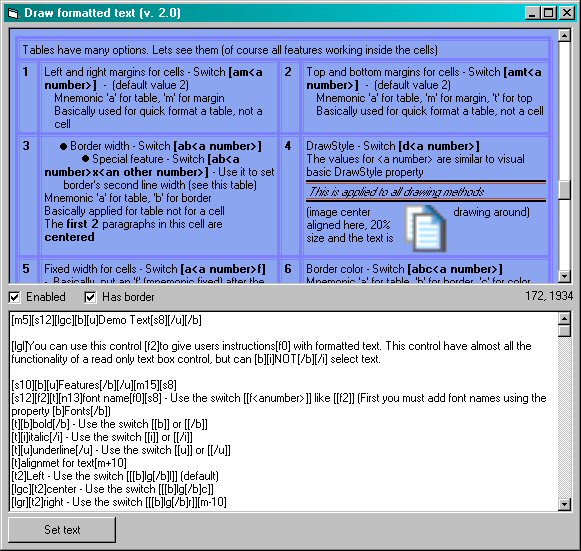 Draw formatted text (v. 2.0)
Tables have many options. Lets see them (of course all features working inside the cells)
1 Left and right margins for cells - Switch [am<a
number>] - (default value 2)
Mnemonic 'a' for table, 'm' for margin
Basically used for quick format a table, not a
cell
2 Top and bottom margins for cells - Switch
[amt<a number>] - (default value 2)
Mnemonic 'a' for table, 'm' for margin, 't' for top
Basically used for quick format a table, not a cell
3 ● Border width - Switch [ab<a number>]
● Special feature - Switch [ab<a
number>x<an other number>] - Use it to set
border's second line width (see this table)
Mnemonic 'a' for table, 'b' for border
Basically applied for table not for a cell
The first 2 paragraphs in this cell are
centered
4 DrawStyle - Switch [d<a number>]
The values for <a number> are similar to visual
basic DrawStyle property
This is applied to all drawing methods
(image center drawing around)
aligned here, 20%
size and the text is
5 Fixed width for cells - Switch [a<a number>f]
- Basically, put an 'f' (mnemonic fixed) after the
6 Border color - Switch [abc<a number>]
Mnemonic 'a' for table, 'b' for border, 'c' for color
Enabled Has border 172, 1934
[m5][s12][lgc][b][u]Demo Text[s8][/u][/b]
[lgl]You can use this control [f2]to give users instructions[f0] with formatted text. This control have almost all the
functionality of a read only text box control, but can [b][i]NOT[/b][/i] select text.
[s10][b][u]Features[/b][/u][m15][s8]
[s12][f2][t][n13]font name[f0][s8] - Use the switch [[f<anumber>]] like [[f2]] (First you must add font names using the
property [b]Fonts[/b])
[t][b]bold[/b] - Use the switch [[b]] or [[/b]]
[t][i]italic[/i] - Use the switch [[i]] or [[/i]]
[t][u]underline[/u] - Use the switch [[u]] or [[/u]]
[t]alignmet for text[m+10]
[t2]Left - Use the switch [[[b]lg[/b]l]] (default)
[lgc][t2]center - Use the switch [[[b]lg[/b]c]]
[lgr][t2]right - Use the switch [[[b]lg[/b]r]][m-10]
Set text